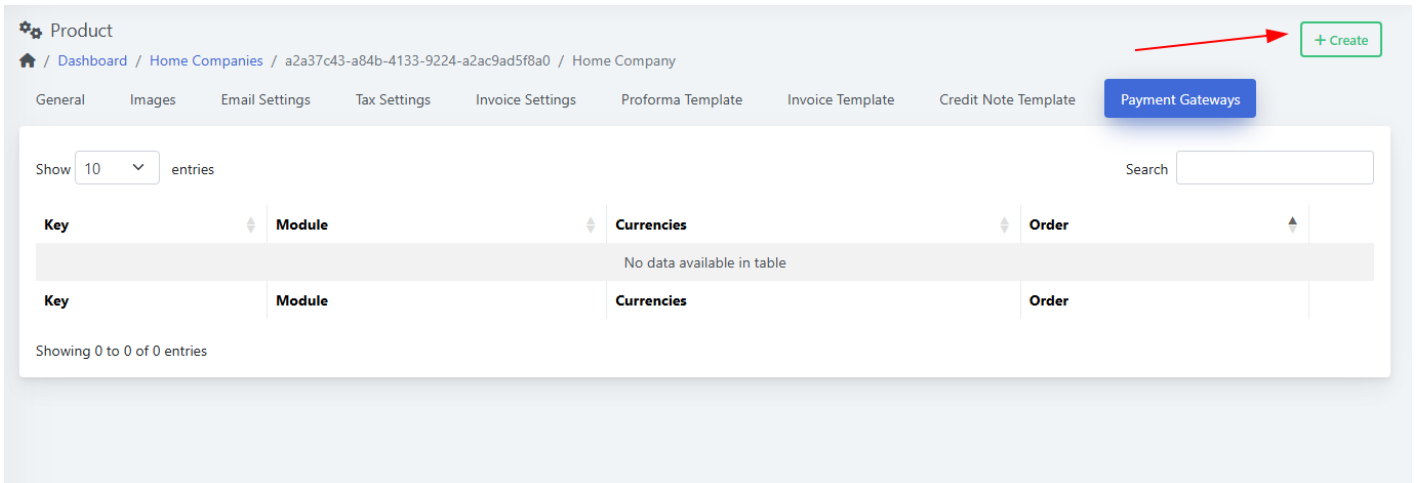 Product
+ Create
/ Dashboard / Home Companies / a2a37c43-a84b-4133-9224-a2ac9ad5f8a0 / Home Company
General Images Email Settings Tax Settings Invoice Settings Proforma Template Invoice Template Credit Note Template Payment Gateways
Show 10 entries Search
Key Module Currencies Order
No data available in table
Key Module Currencies Order
Showing 0 to 0 of 0 entries